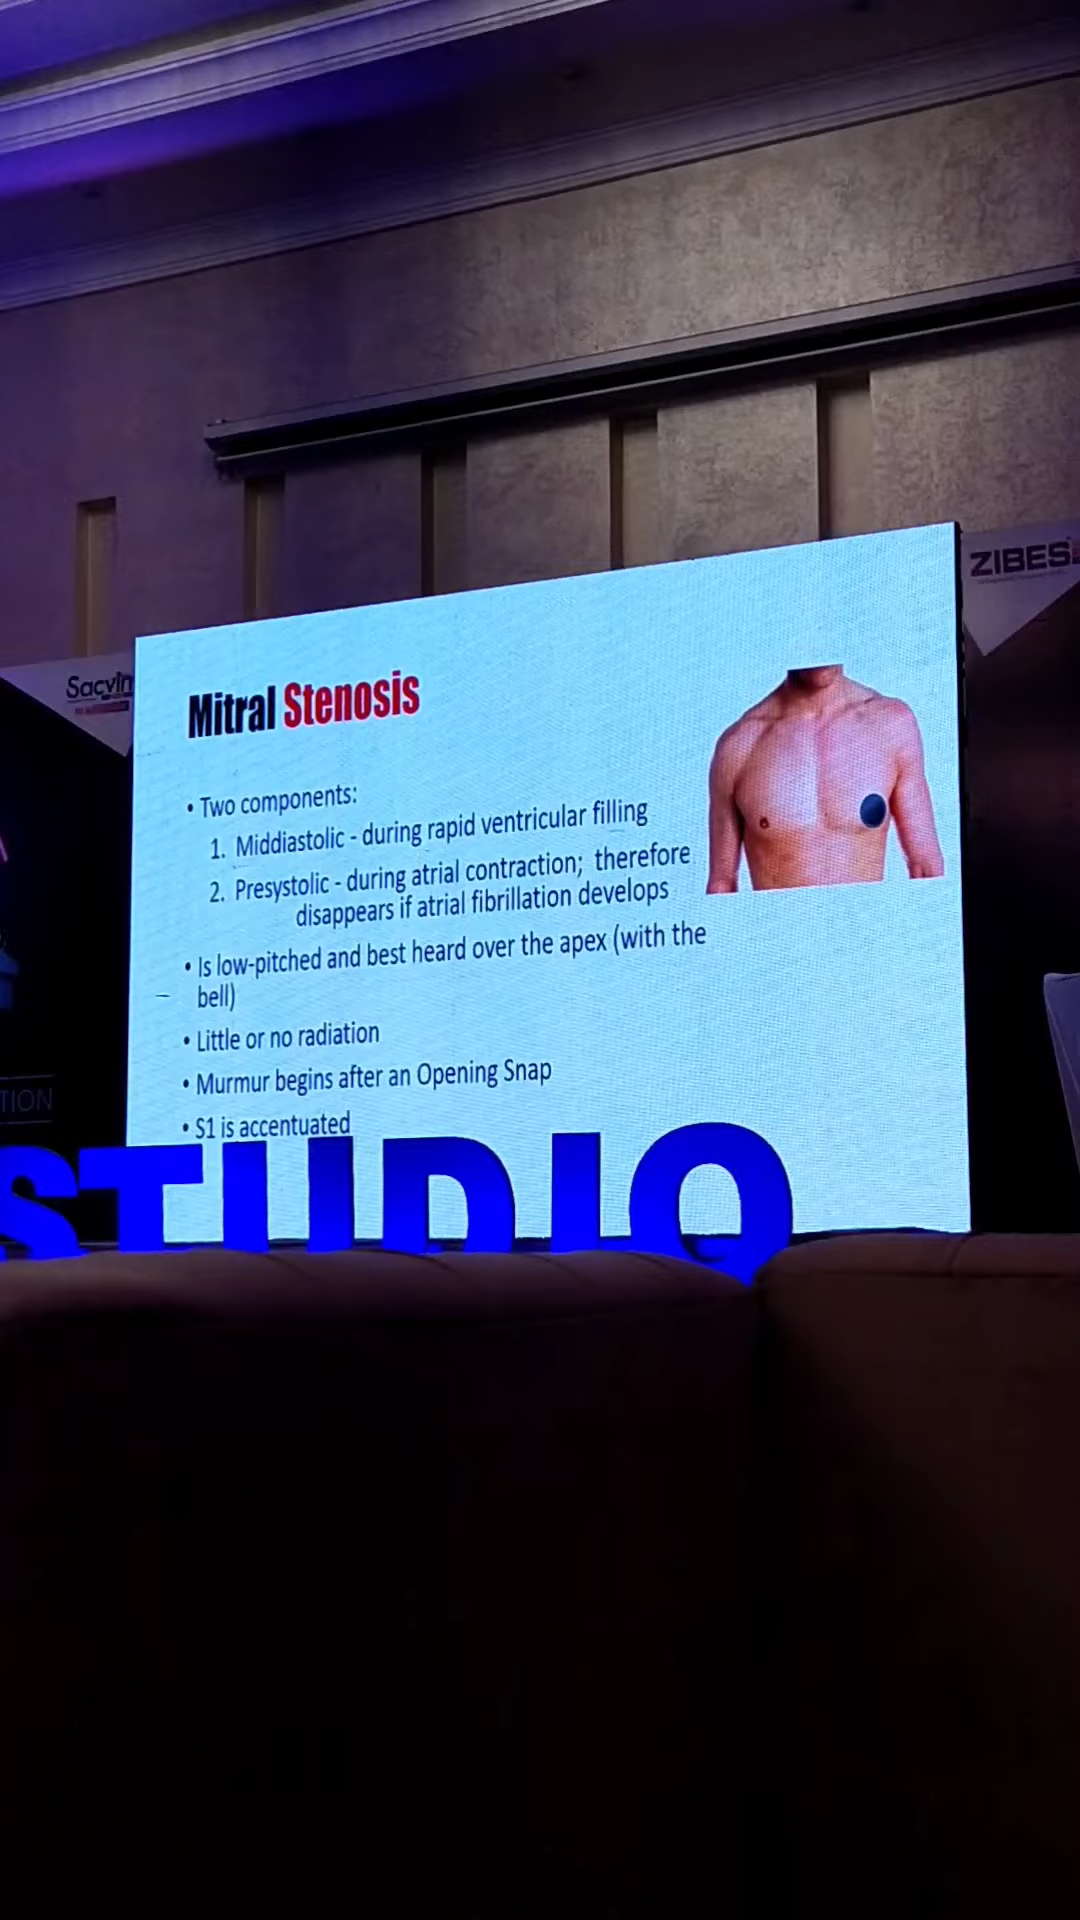 ZIBES
Sacvin
Mitral Stenosis
• Two components:
1. Middiastolic - during rapid ventricular filling
2. Presystolic - during atrial contraction; therefore
disappears if atrial fibrillation develops
• Is low-pitched and best heard over the apex (with the
bell)
• Little or no radiation
• Murmur begins after an Opening Snap
• S1 is accentuated
TION
STUDIO